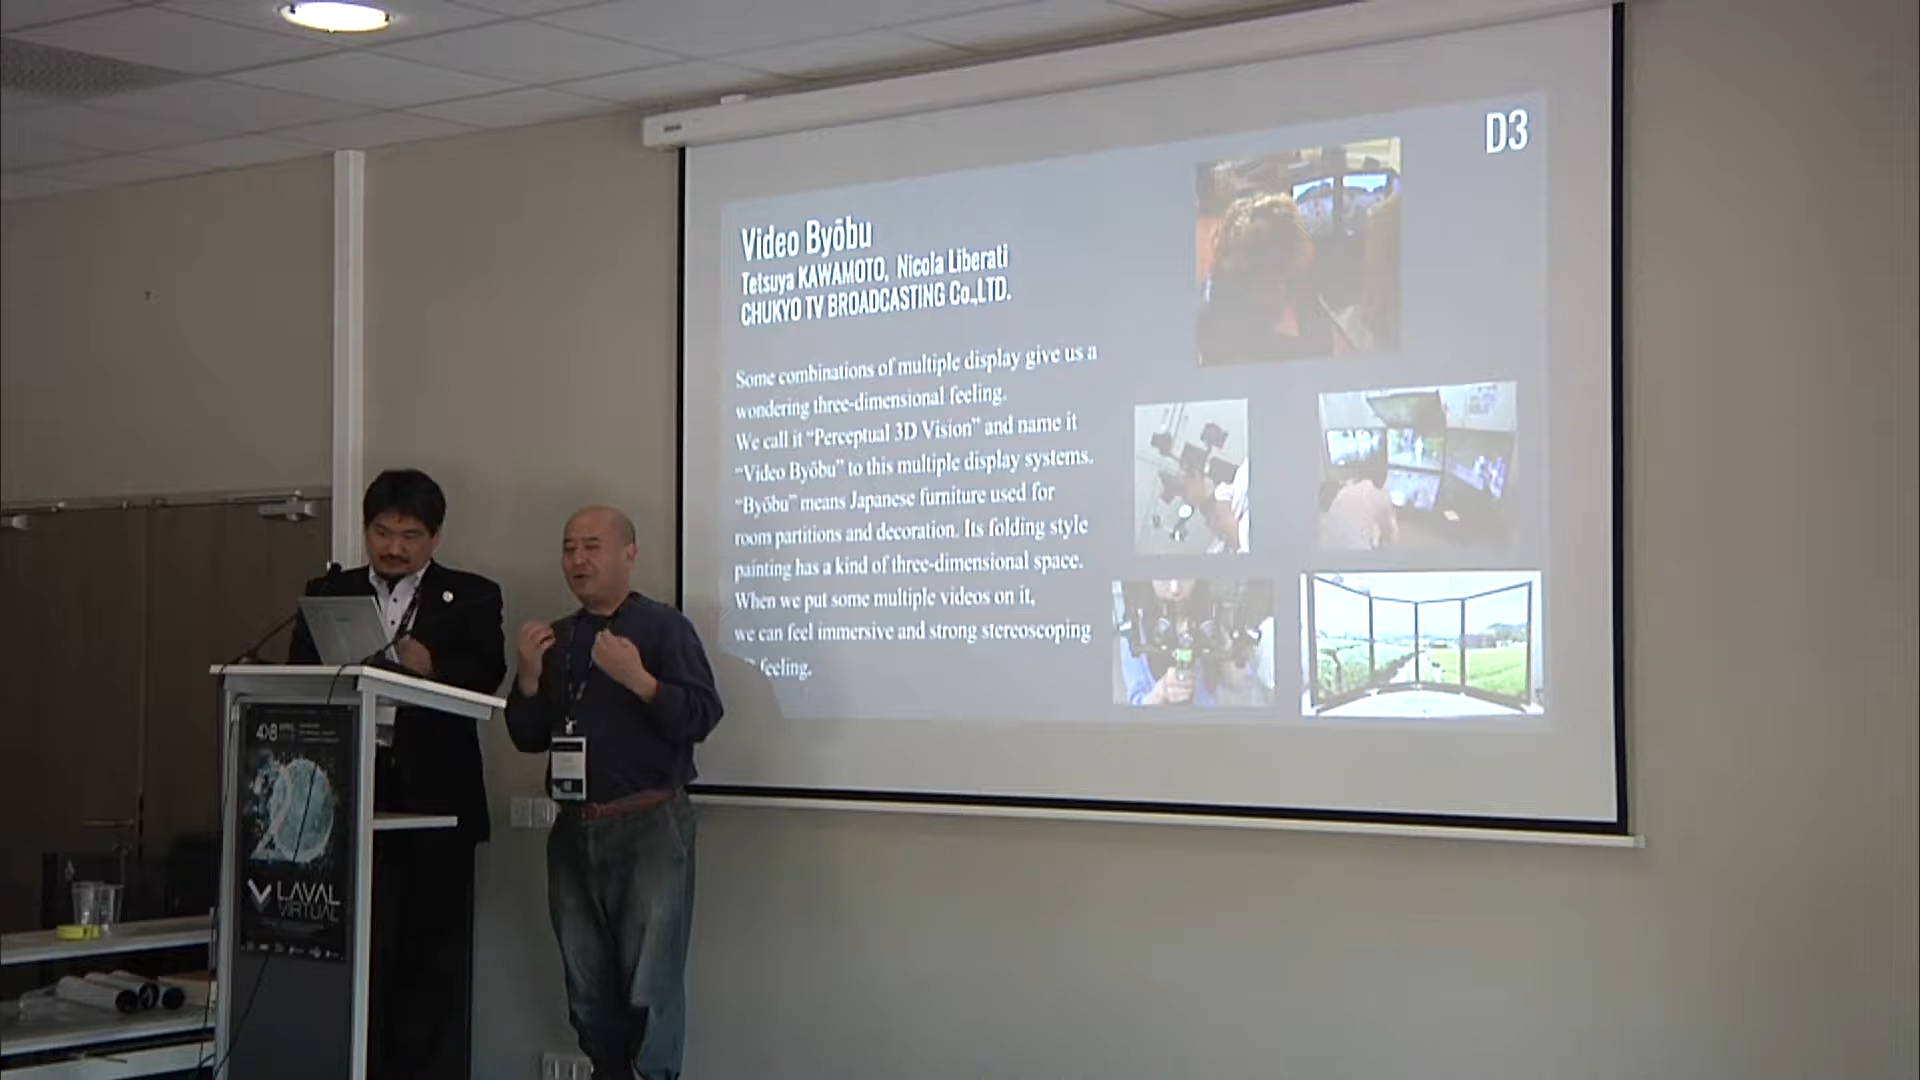 D3
Video Byōbu
Tetsuya KAWAMOTO, Nicola Liberati
CHUKYO TV BROADCASTING Co.,LTD.
Some combinations of multiple display give us a
wondering three-dimensional feeling.
We call it “Perceptual 3D Vision” and name it
“Video Byōbu” to this multiple display systems.
“Byōbu” means Japanese furniture used for
room partitions and decoration. Its folding style
painting has a kind of three-dimensional space.
When we put some multiple videos on it,
we can feel immersive and strong stereoscoping
feeling.
20
LAVAL
VIRTUAL